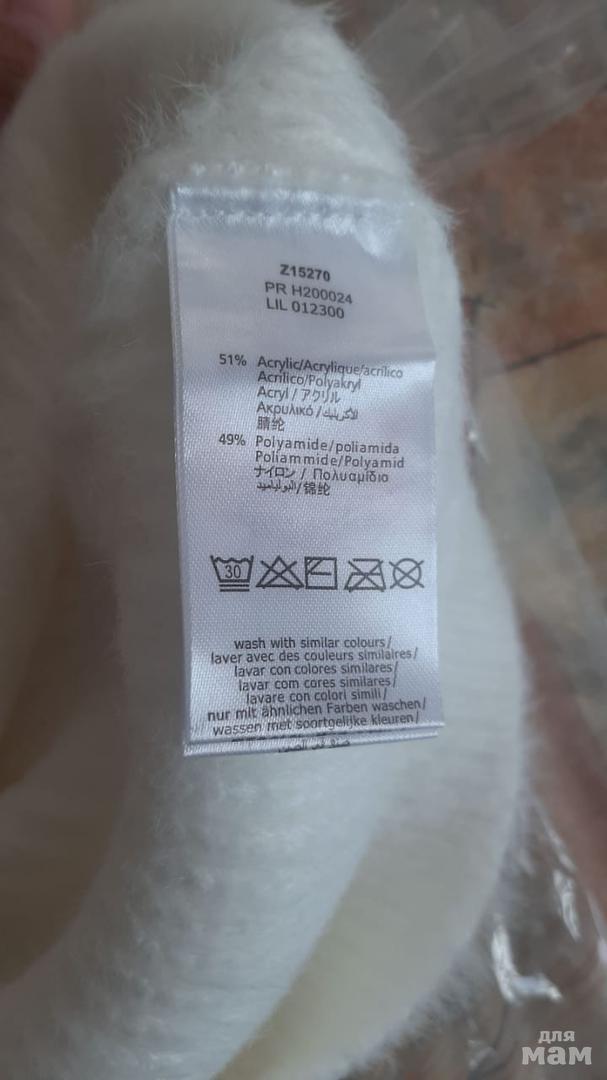 Z15270
PR H200024
LIL 012300
51% Acrylic/Acrylique/acrílico
Acrílico/Polyakryl
Acryl / アクリル
Ακρυλικό / الأكريليك/
腈纶
49% Polyamide/poliamida
Poliammide/Polyamid
ナイロン / Πολυαμίδιο
البوليأميد/锦纶
30
wash with similar colours/
laver avec des couleurs similaires/
lavar con colores similares/
lavar com cores similares/
lavare con colori simili/
nur mit ähnlichen Farben waschen/
wassen met soortgelijke kleuren/
для
мам